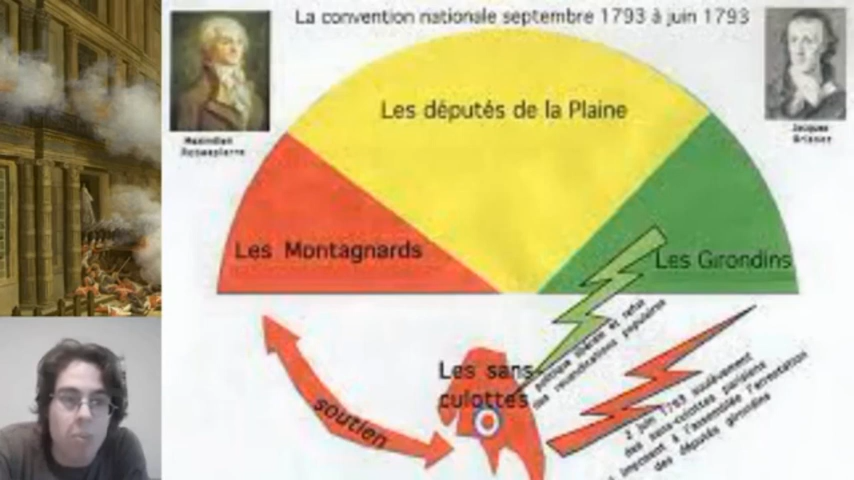 La convention nationale septembre 1793 à juin 1793
Les députés de la Plaine
Maximilien
Robespierre
Jacques
Brissot
Les Montagnards
Les Girondins
politique libérale et refus
des revendications populaires
Les sans-
culottes
soutien
2 juin 1793 soulèvement
des sans-culottes parisiens
imposent à l'assemblée l'arrestation
des députés girondins